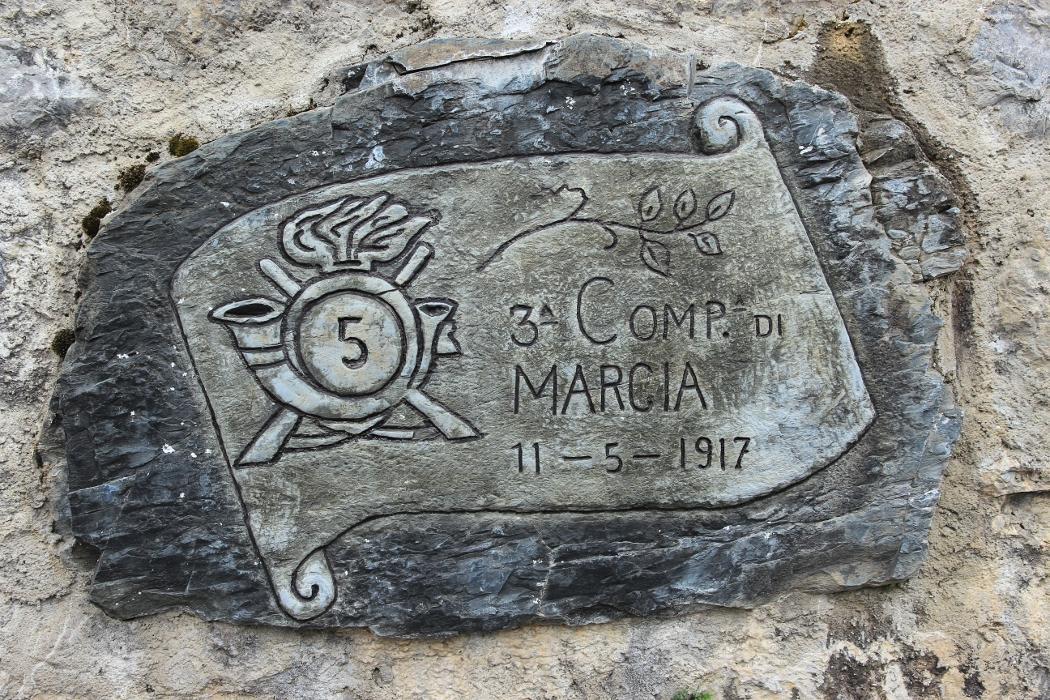 5
3ᴬ COMP.ᴬ DI
MARCIA
11-5-1917